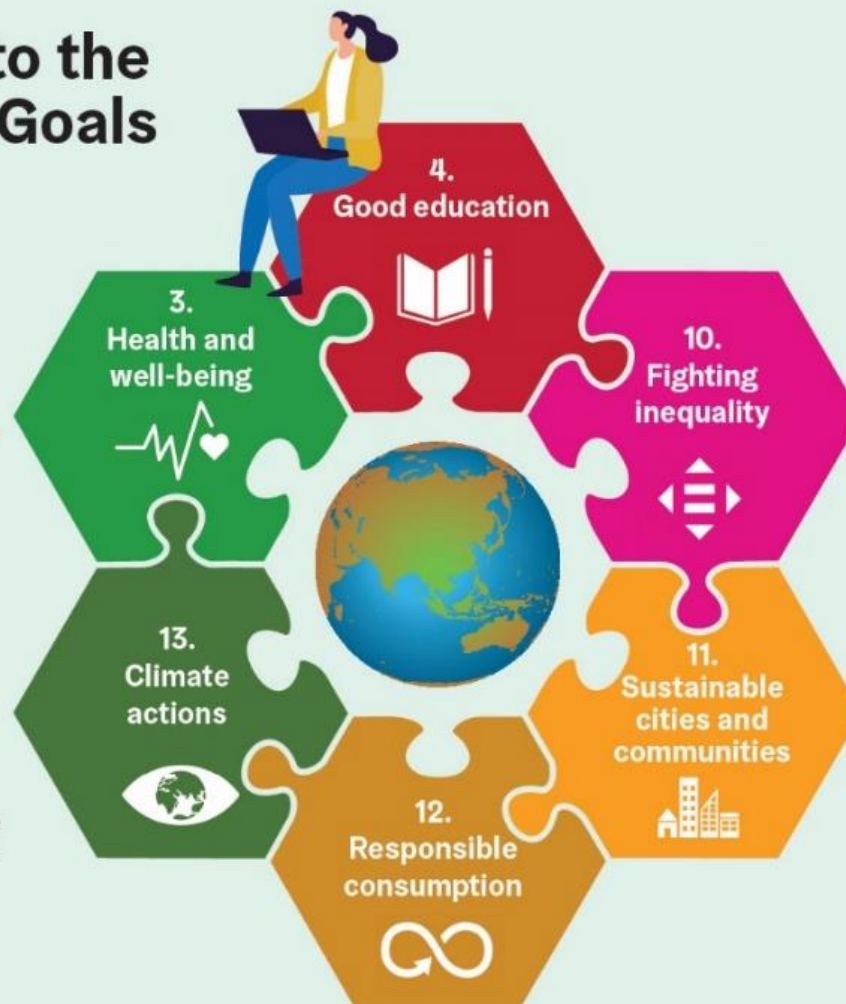 to the
Goals
4.
Good education
3.
Health and
well-being
10.
Fighting
inequality
13.
Climate
actions
11.
Sustainable
cities and
communities
12.
Responsible
consumption